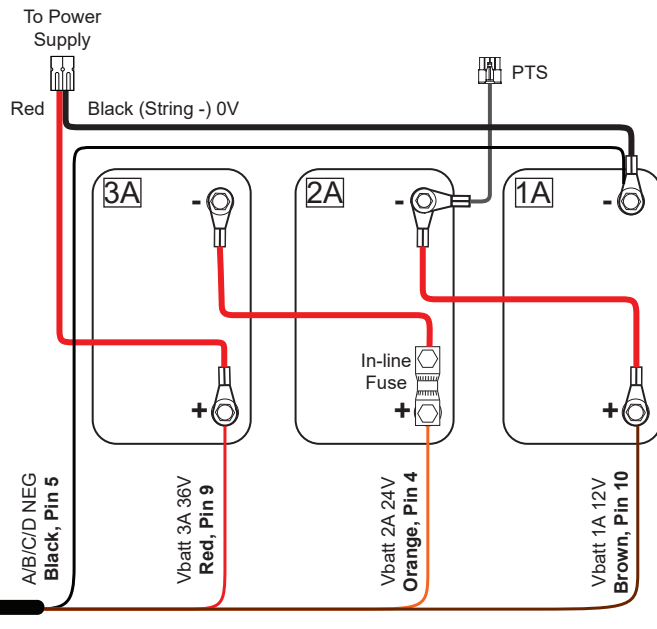 To Power
Supply
PTS
Red
Black (String -) 0V
3A
2A
1A
-
-
-
In-line
Fuse
+
+
+
A/B/C/D NEG
Black, Pin 5
Vbatt 3A 36V
Red, Pin 9
Vbatt 2A 24V
Orange, Pin 4
Vbatt 1A 12V
Brown, Pin 10